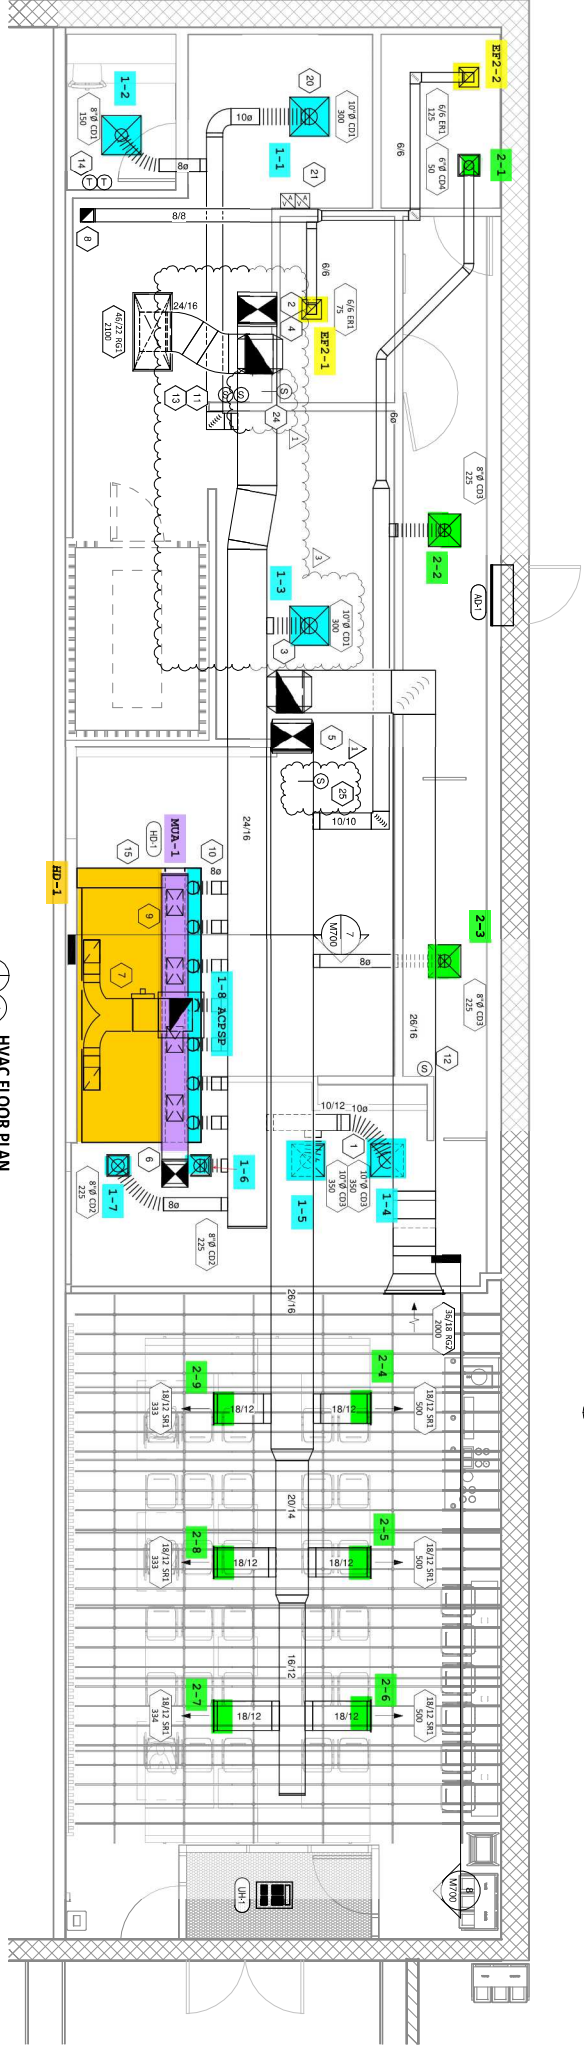 EF2-2
1-2
20
10"Ø CD1
300
6/6 ER1
125
8"Ø CD1
150
10ø
6"Ø CD4
50
2-1
6/6
1-1
14
T
T
8ø
21
V A
V A
8/8
8
6/6
6/6 ER1
75
24/16
46/22 RG1
2100
2
4
EF2-1
13
11
S
S
S
24
1
6ø
8"Ø CD3
225
2-2
3
1-3
AD-1
10"Ø CD1
300
3
5
1
S
25
10/10
24/16
MUA-1
HD-1
15
10
8ø
HD-1
9
2-3
7
M700
8ø
7
1-8 ACPSP
8"Ø CD3
225
26/16
12
S
HVAC FLOOR PLAN
10/12
10ø
1
6
1-6
1-7
8"Ø CD2
225
8ø
8"Ø CD2
225
1-5
10"Ø CD3
350
10"Ø CD3
350
1-4
26/16
36/18 RG2
2000
2-4
2-9
18/12 SR1
333
18/12
18/12
18/12 SR1
500
20/14
2-5
2-8
18/12 SR1
333
18/12
18/12
18/12 SR1
500
16/12
2-6
2-7
18/12 SR1
334
18/12
18/12
18/12 SR1
500
UH-1
8
M700